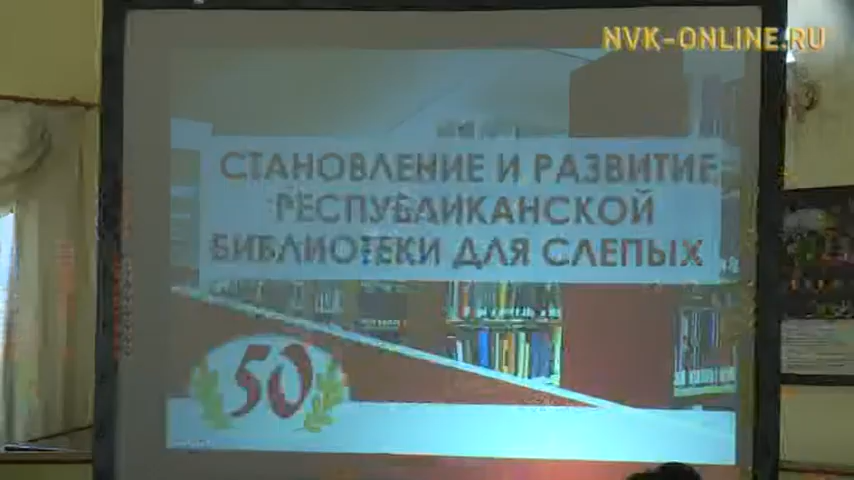 NVK-ONLINE.RU
СТАНОВЛЕНИЕ И РАЗВИТИЕ
РЕСПУБЛИКАНСКОЙ
БИБЛИОТЕКИ ДЛЯ СЛЕПЫХ
50